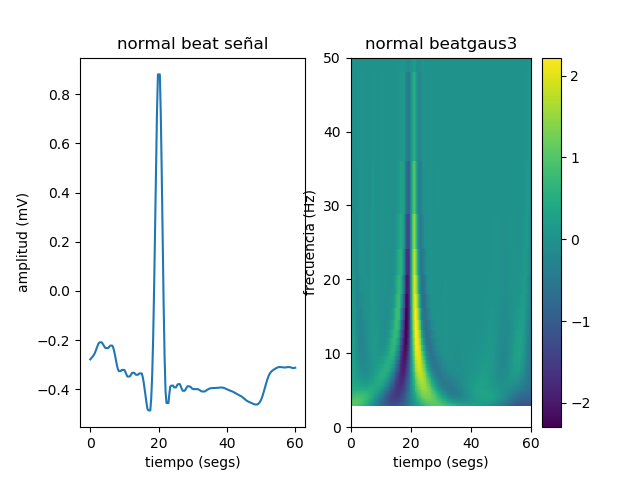 normal beat señal
amplitud (mV)
0.8
0.6
0.4
0.2
0.0
−0.2
−0.4
0 20 40 60
tiempo (segs)
normal beatgaus3
frecuencia (Hz)
50
40
30
20
10
0
0 20 40 60
tiempo (segs)
2
1
0
−1
−2